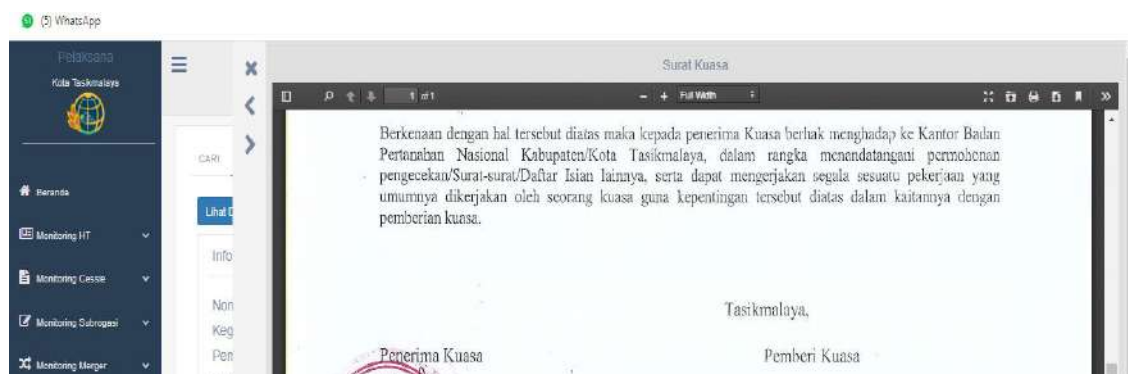 (5) WhatsApp
Pelaksana
Kota Tasikmalaya
Beranda
Monitoring HT
Monitoring Cessie
Monitoring Subrogasi
Monitoring Merger
CARI
Lihat D
Info
Non
Keg
Pen
Surat Kuasa
1 of 1
Full Width
Berkenaan dengan hal tersebut diatas maka kepada penerima Kuasa berhak menghadap ke Kantor Badan
Pertanahan Nasional Kabupaten/Kota Tasikmalaya, dalam rangka menandatangani permohonan
pengecekan/Surat-surat/Daftar Isian lainnya, serta dapat mengerjakan segala sesuatu pekerjaan yang
umumnya dikerjakan oleh seorang kuasa guna kepentingan tersebut diatas dalam kaitannya dengan
pemberian kuasa.
Tasikmalaya,
Penerima Kuasa Pemberi Kuasa